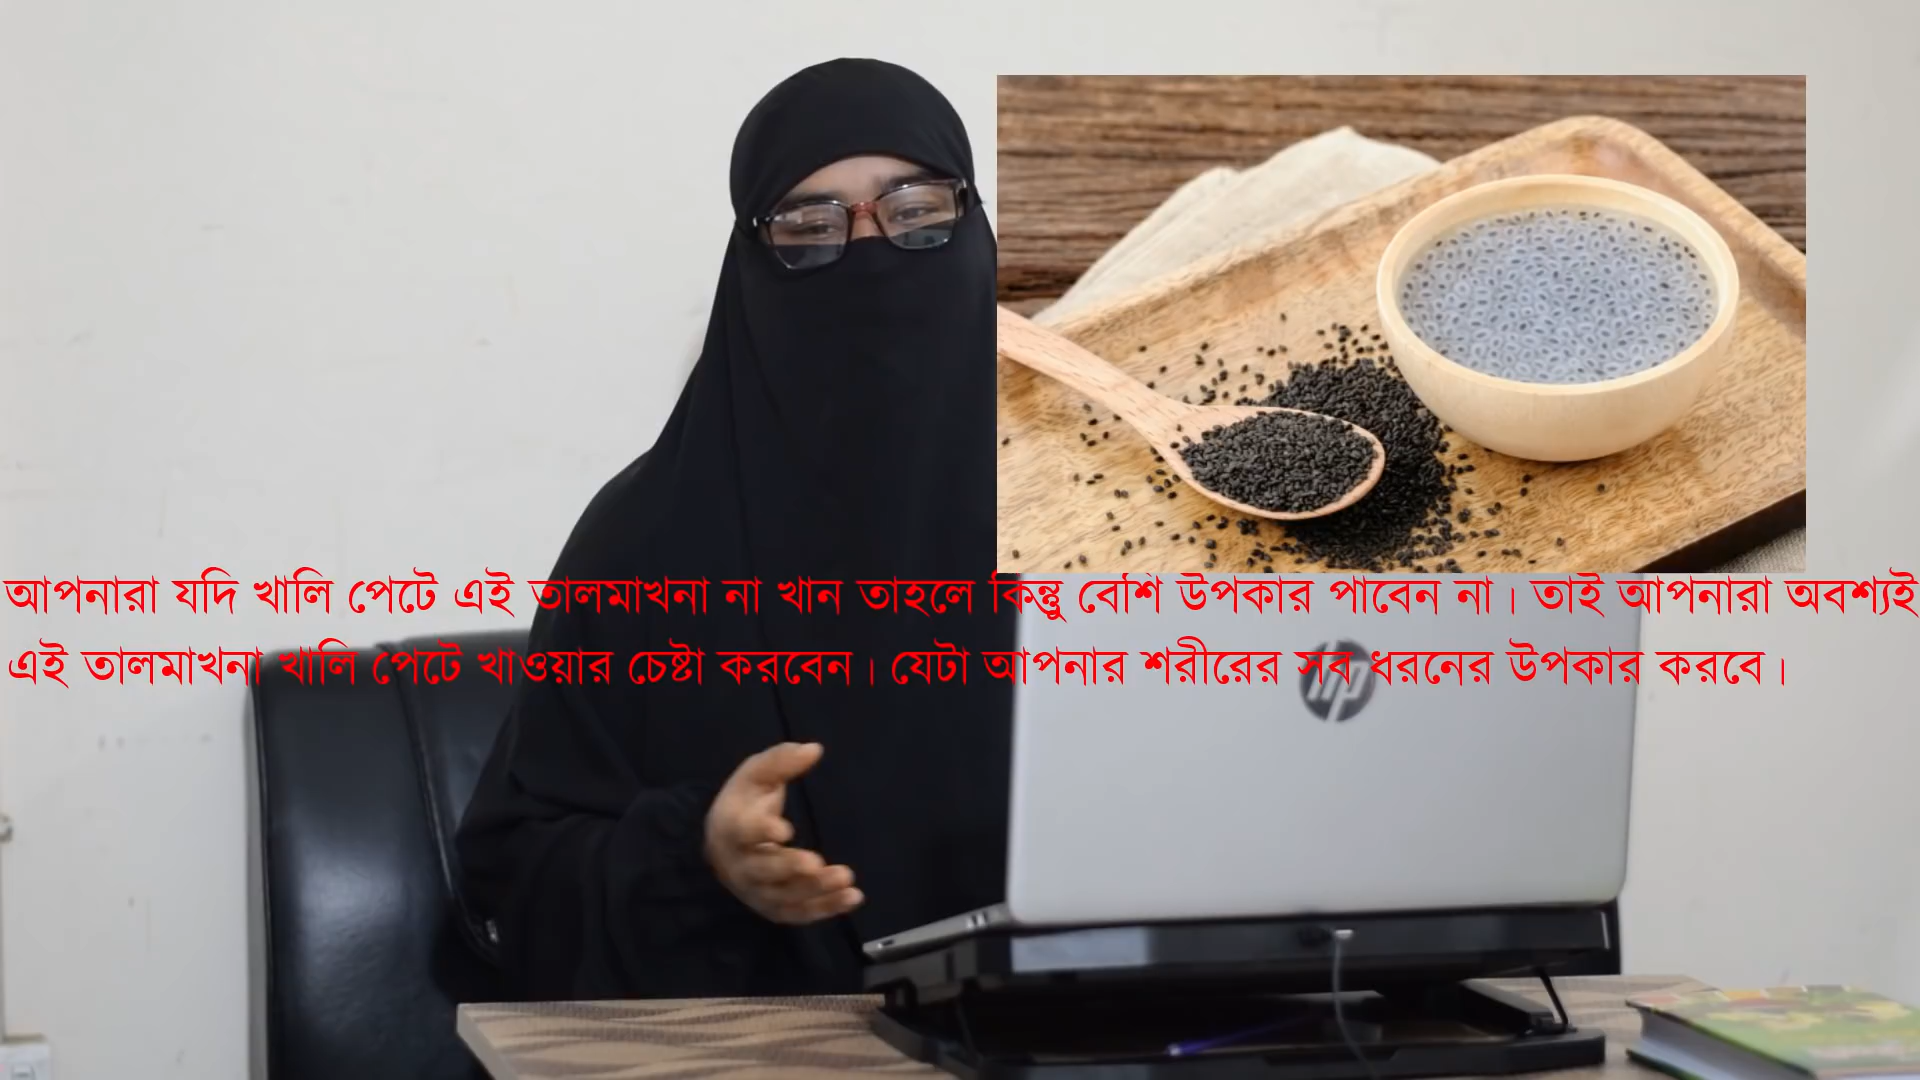 আপনারা যদি খালি পেটে এই তালমাখনা না খান তাহলে কিন্তু বেশি উপকার পাবেন না। তাই আপনারা অবশ্যই
এই তালমাখনা খালি পেটে খাওয়ার চেষ্টা করবেন। যেটা আপনার শরীরের সব ধরনের উপকার করবে।
hp